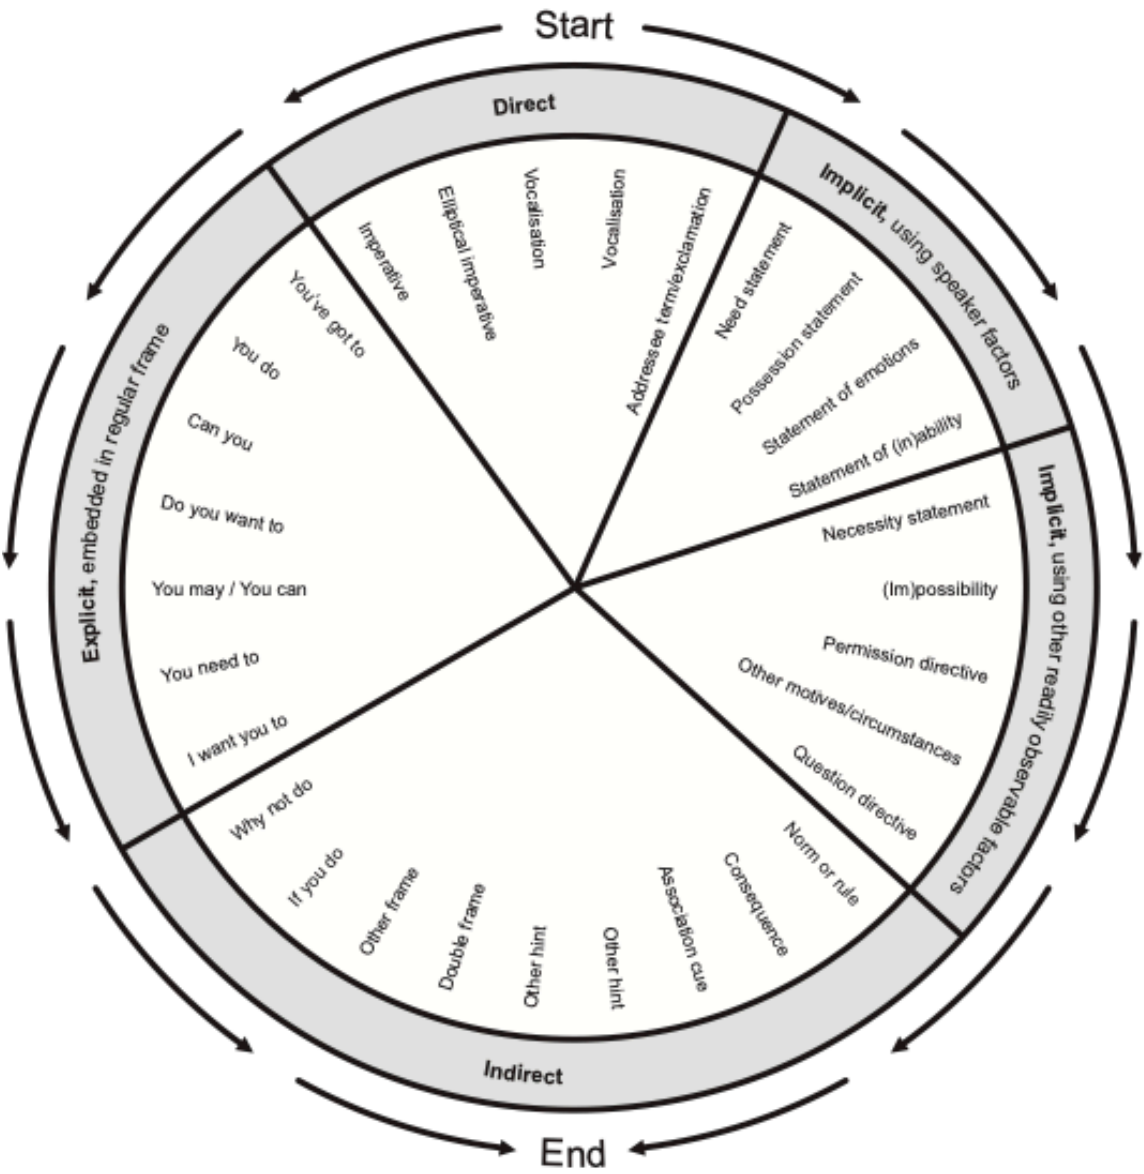 Start
Direct
Implicit, using speaker factors
Implicit, using other readily observable factors
Indirect
Explicit, embedded in regular frame
Imperative
Elliptical imperative
Vocalisation
Vocalisation
Addressee term/exclamation
Need statement
Possession statement
Statement of emotions
Statement of (in)ability
Necessity statement
(Im)possibility
Permission directive
Other motives/circumstances
Question directive
Norm or rule
Consequence
Association cue
Other hint
Other hint
Double frame
Other frame
If you do
Why not do
I want you to
You need to
You may / You can
Do you want to
Can you
You do
You've got to
End